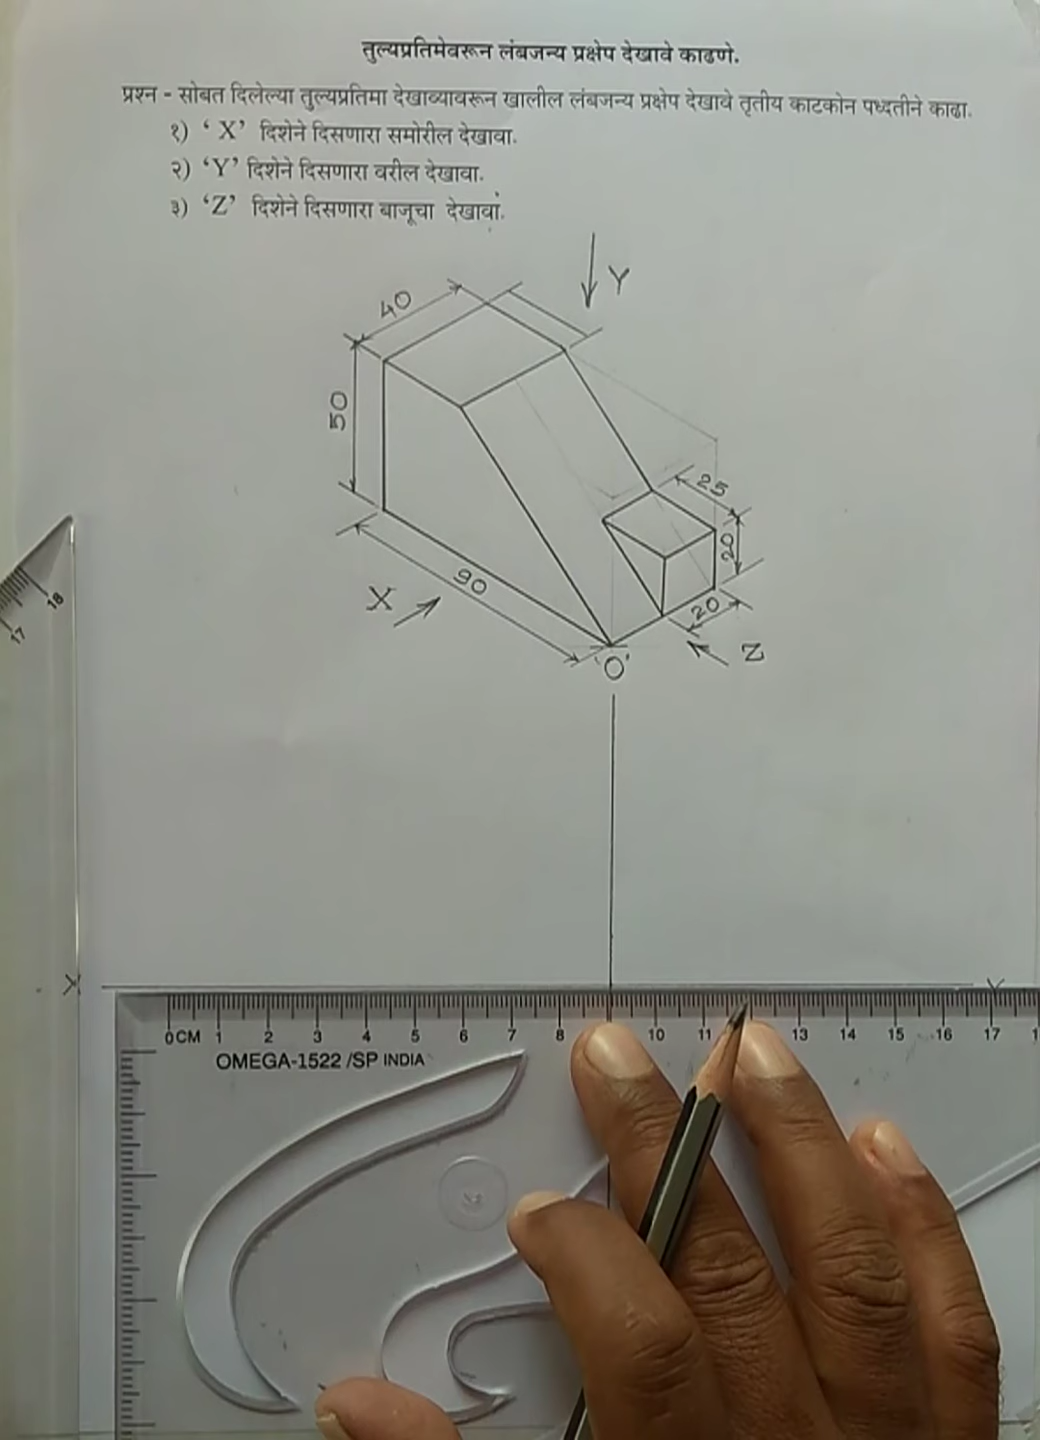 तुल्यप्रतिमेवरून लंबजन्य प्रक्षेप देखावे काढणे.
प्रश्न - सोबत दिलेल्या तुल्यप्रतिमा देखाव्यावरून खालील लंबजन्य प्रक्षेप देखावे तृतीय काटकोन पध्दतीने काढा.
१) ‘ X’ दिशेने दिसणारा समोरील देखावा.
२) ‘Y’ दिशेने दिसणारा वरील देखावा.
३) ‘Z’ दिशेने दिसणारा बाजूचा देखावा.
Y
40
50
25
20
90
20
X
Z
'O'
18
17
X Y
0CM 1 2 3 4 5 6 7 8 10 11 13 14 15 16 17
OMEGA-1522 /SP INDIA